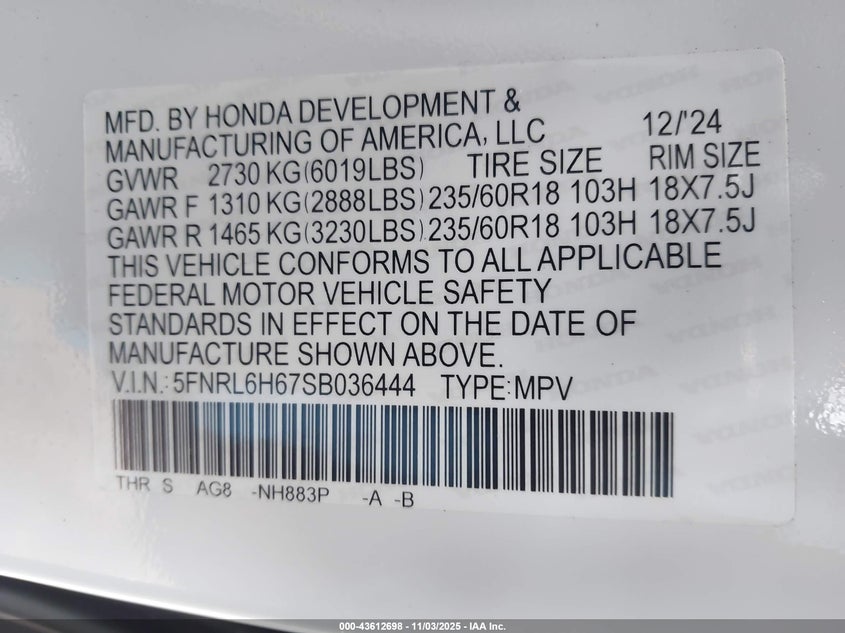 MFD. BY HONDA DEVELOPMENT &
MANUFACTURING OF AMERICA, LLC 12/'24
GVWR 2730 KG(6019LBS) TIRE SIZE RIM SIZE
GAWR F 1310 KG(2888LBS) 235/60R18 103H 18X7.5J
GAWR R 1465 KG(3230LBS) 235/60R18 103H 18X7.5J
THIS VEHICLE CONFORMS TO ALL APPLICABLE
FEDERAL MOTOR VEHICLE SAFETY
STANDARDS IN EFFECT ON THE DATE OF
MANUFACTURE SHOWN ABOVE.
V.I.N.: 5FNRL6H67SB036444 TYPE:MPV
THR S AG8 -NH883P -A -B
000-43612698 - 11/03/2025 - IAA Inc.